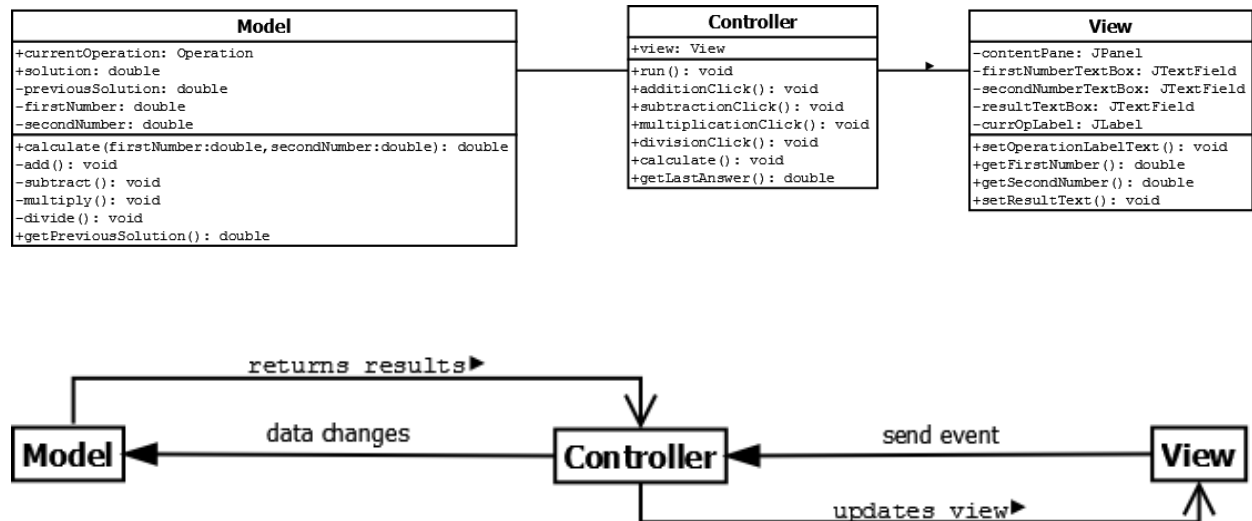 Model
+currentOperation: Operation
+solution: double
-previousSolution: double
-firstNumber: double
-secondNumber: double
+calculate(firstNumber:double,secondNumber:double): double
-add(): void
-subtract(): void
-multiply(): void
-divide(): void
+getPreviousSolution(): double
Controller
+view: View
+run(): void
+additionClick(): void
+subtractionClick(): void
+multiplicationClick(): void
+divisionClick(): void
+calculate(): void
+getLastAnswer(): double
View
-contentPane: JPanel
-firstNumberTextBox: JTextField
-secondNumberTextBox: JTextField
-resultTextBox: JTextField
-currOpLabel: JLabel
+setOperationLabelText(): void
+getFirstNumber(): double
+getSecondNumber(): double
+setResultText(): void
returns results
Model
data changes
Controller
send event
View
updates view